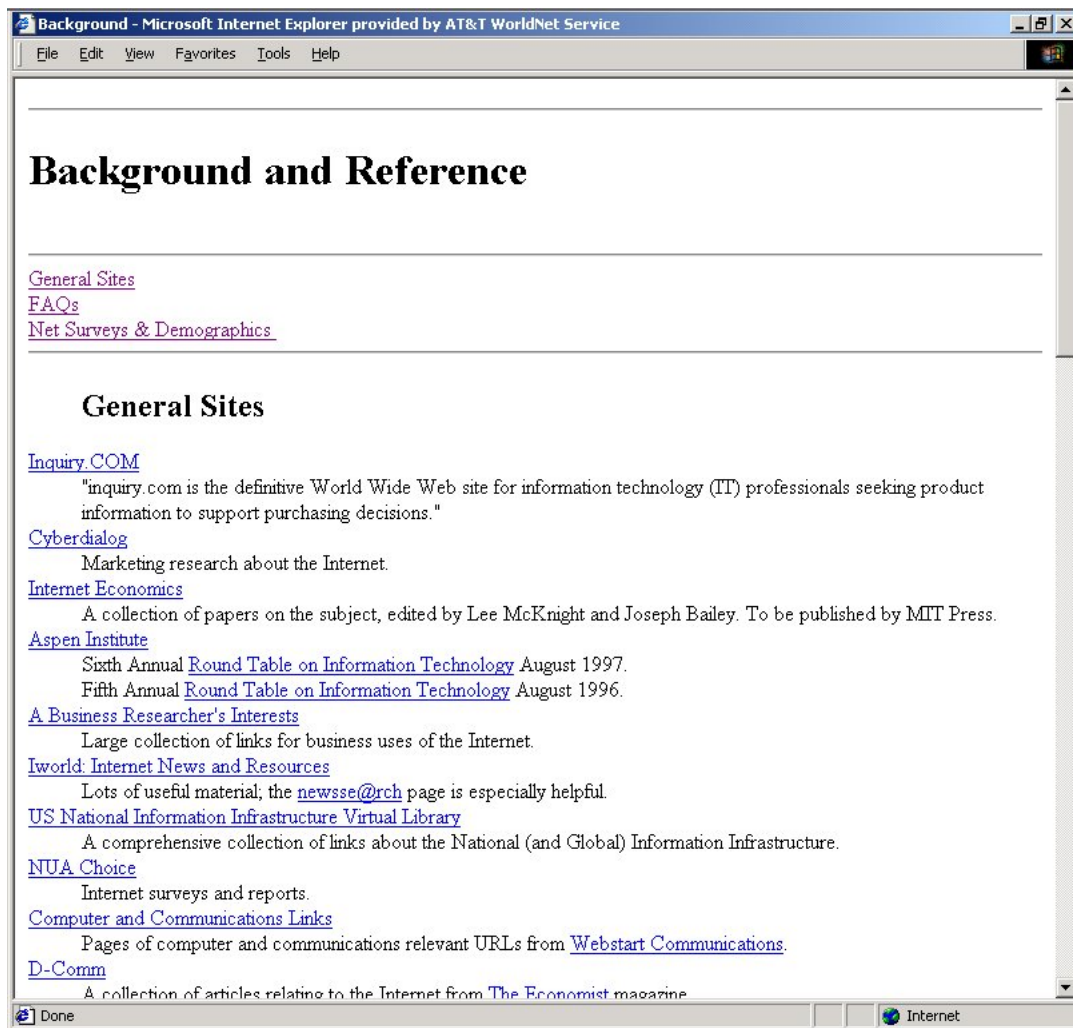 Background - Microsoft Internet Explorer provided by AT&T WorldNet Service
File Edit View Favorites Tools Help
Background and Reference
General Sites
FAQs
Net Surveys & Demographics
General Sites
Inquiry.COM
"inquiry.com is the definitive World Wide Web site for information technology (IT) professionals seeking product
information to support purchasing decisions."
Cyberdialog
Marketing research about the Internet.
Internet Economics
A collection of papers on the subject, edited by Lee McKnight and Joseph Bailey. To be published by MIT Press.
Aspen Institute
Sixth Annual Round Table on Information Technology August 1997.
Fifth Annual Round Table on Information Technology August 1996.
A Business Researcher's Interests
Large collection of links for business uses of the Internet.
Iworld: Internet News and Resources
Lots of useful material; the newsse@rch page is especially helpful.
US National Information Infrastructure Virtual Library
A comprehensive collection of links about the National (and Global) Information Infrastructure.
NUA Choice
Internet surveys and reports.
Computer and Communications Links
Pages of computer and communications relevant URLs from Webstart Communications.
D-Comm
A collection of articles relating to the Internet from The Economist magazine
Done Internet